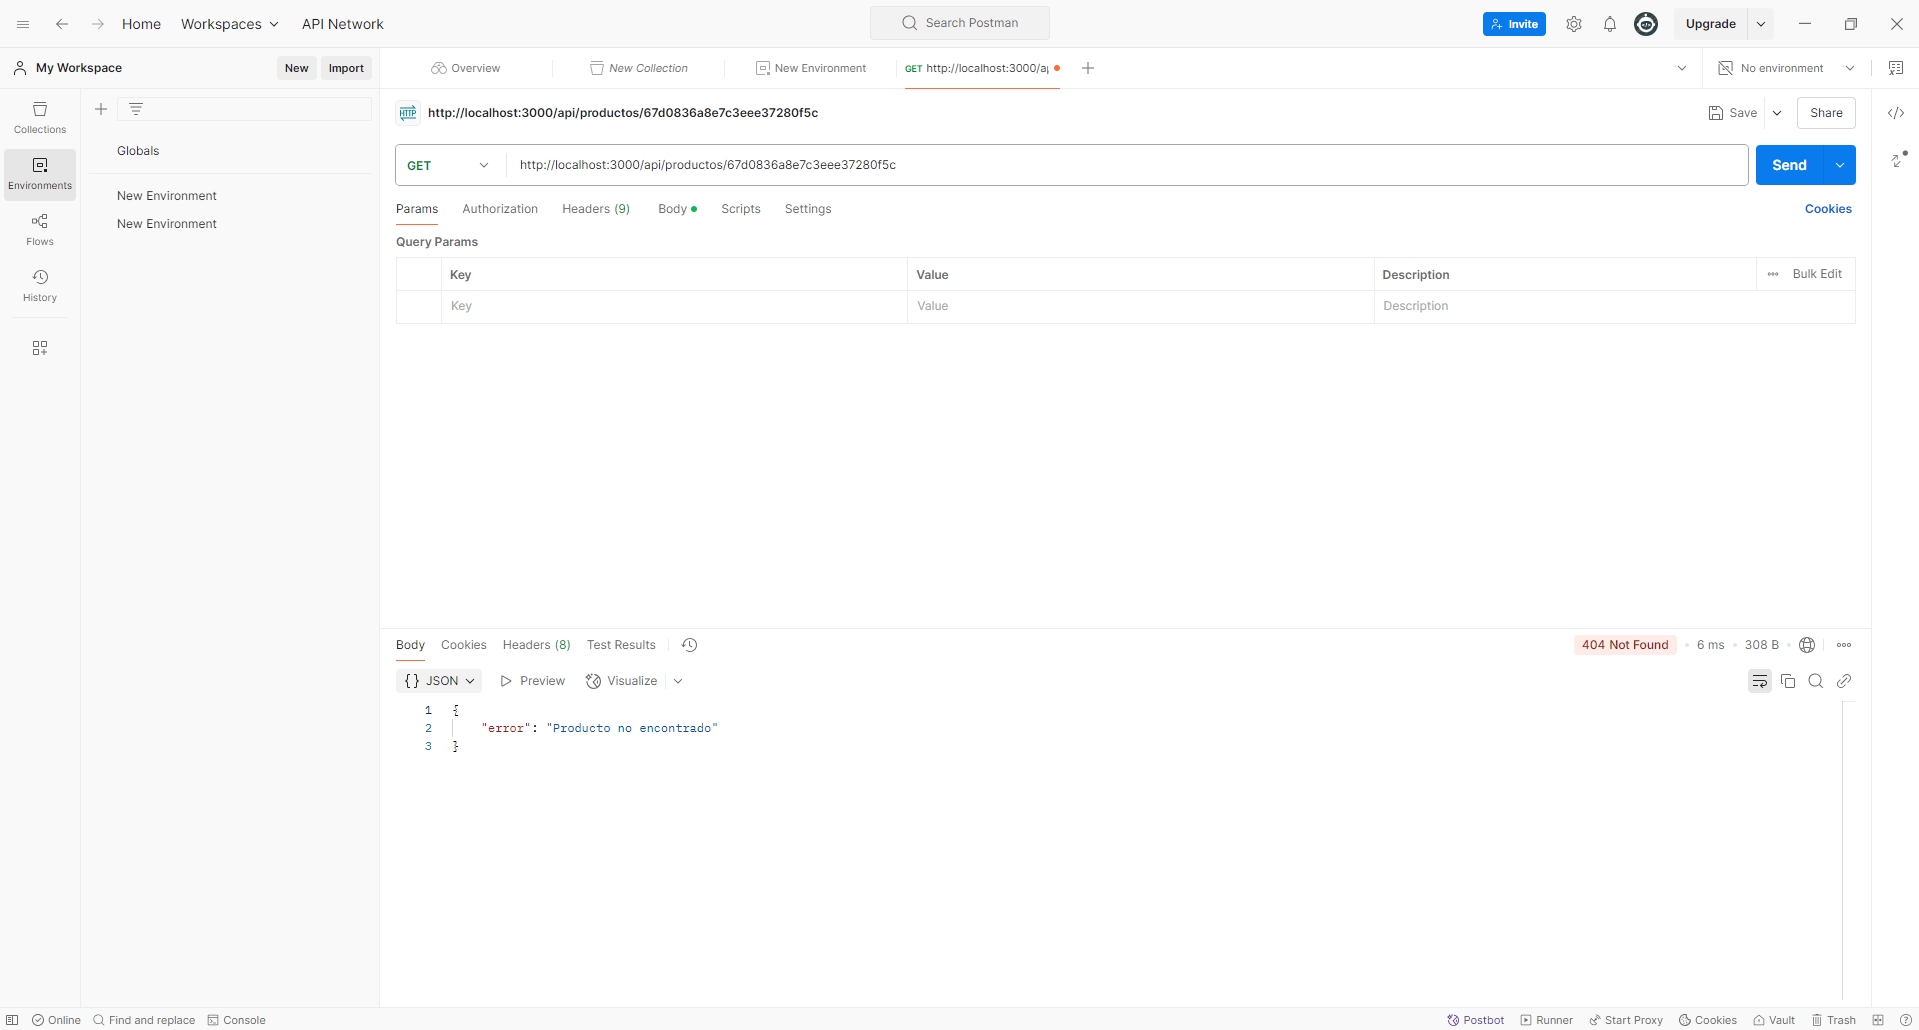 Home
Workspaces
API Network
Search Postman
Invite
Upgrade
My Workspace
New
Import
Overview
New Collection
New Environment
GET http://localhost:3000/a
No environment
Collections
Environments
Flows
History
Globals
New Environment
New Environment
HTTP
http://localhost:3000/api/productos/67d0836a8e7c3eee37280f5c
Save
Share
GET
http://localhost:3000/api/productos/67d0836a8e7c3eee37280f5c
Send
Params
Authorization
Headers (9)
Body
Scripts
Settings
Cookies
Query Params
Key
Value
Description
Bulk Edit
Key
Value
Description
Body
Cookies
Headers (8)
Test Results
404 Not Found
6 ms
308 B
{} JSON
Preview
Visualize
1 {
2 "error": "Producto no encontrado"
3 }
Online
Find and replace
Console
Postbot
Runner
Start Proxy
Cookies
Vault
Trash